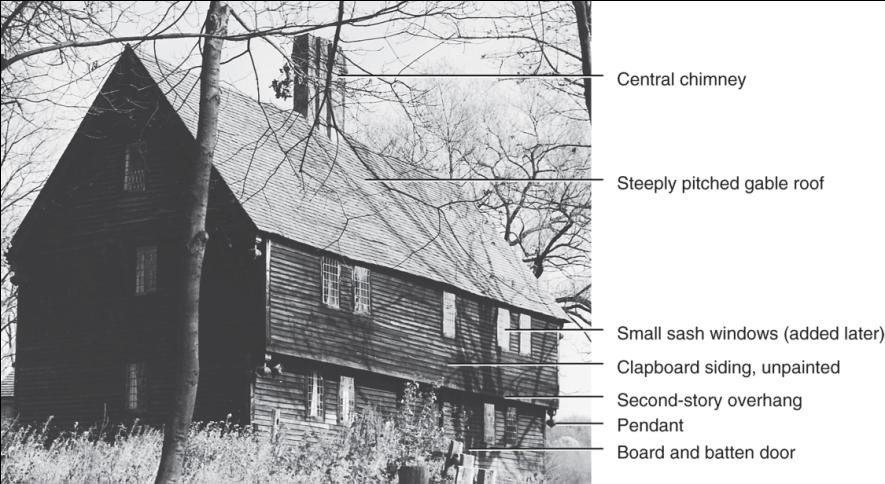 Central chimney
Steeply pitched gable roof
Small sash windows (added later)
Clapboard siding, unpainted
Second-story overhang
Pendant
Board and batten door